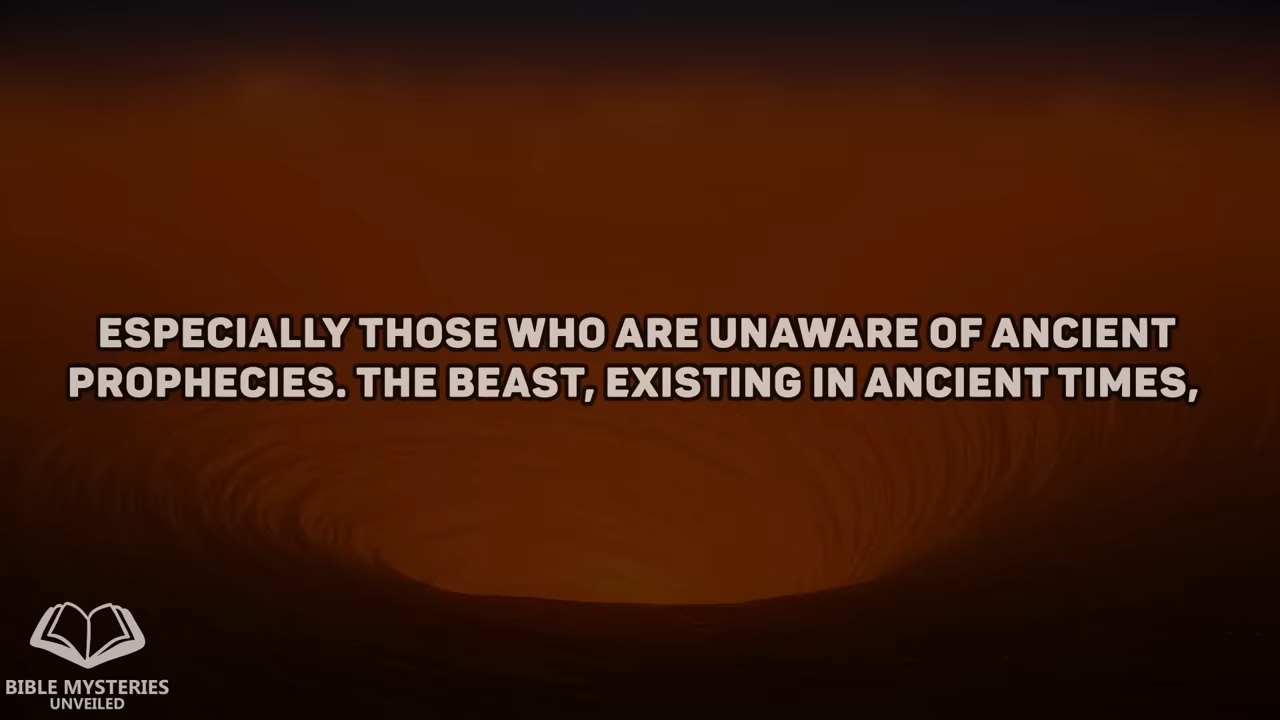 ESPECIALLY THOSE WHO ARE UNAWARE OF ANCIENT
PROPHECIES. THE BEAST, EXISTING IN ANCIENT TIMES,
BIBLE MYSTERIES
UNVEILED